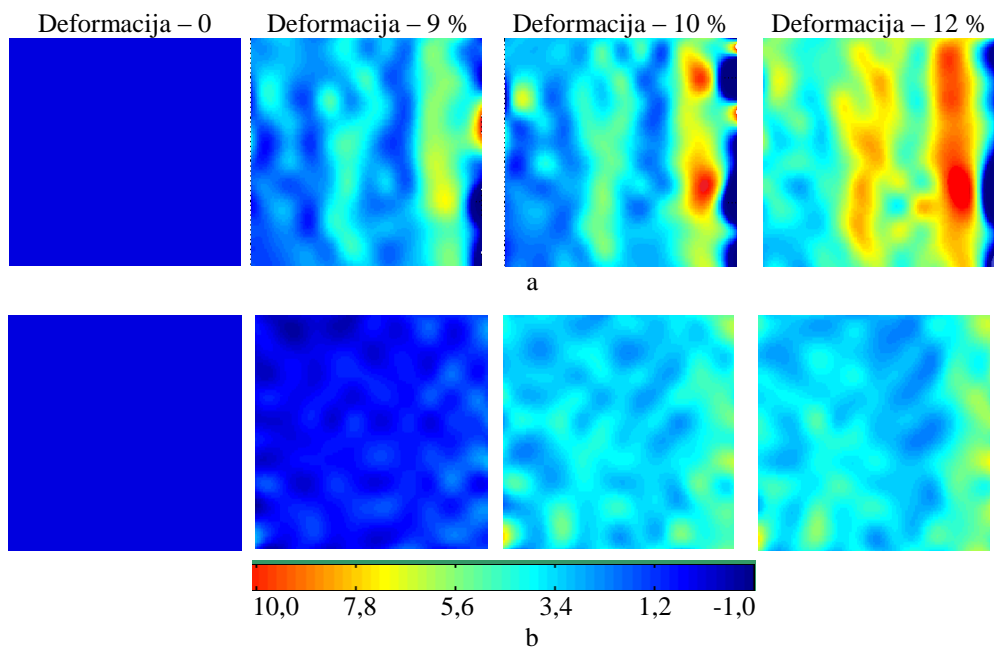 Deformacija – 0 Deformacija – 9 % Deformacija – 10 % Deformacija – 12 %
a
10,0 7,8 5,6 3,4 1,2 -1,0
b